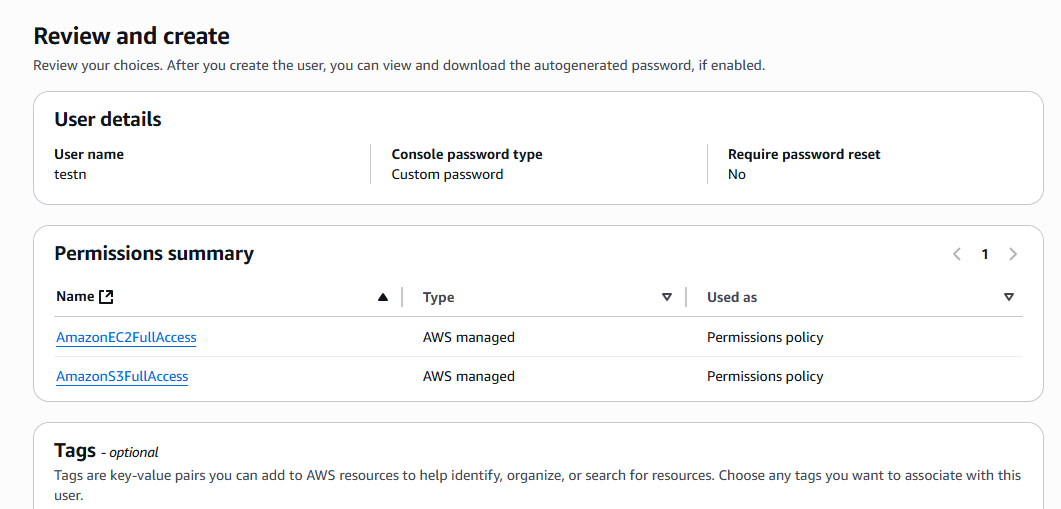 Review and create
Review your choices. After you create the user, you can view and download the autogenerated password, if enabled.
User details
User name
testn
Console password type
Custom password
Require password reset
No
Permissions summary
1
Name
Type
Used as
AmazonEC2FullAccess
AWS managed
Permissions policy
AmazonS3FullAccess
AWS managed
Permissions policy
Tags - optional
Tags are key-value pairs you can add to AWS resources to help identify, organize, or search for resources. Choose any tags you want to associate with this
user.